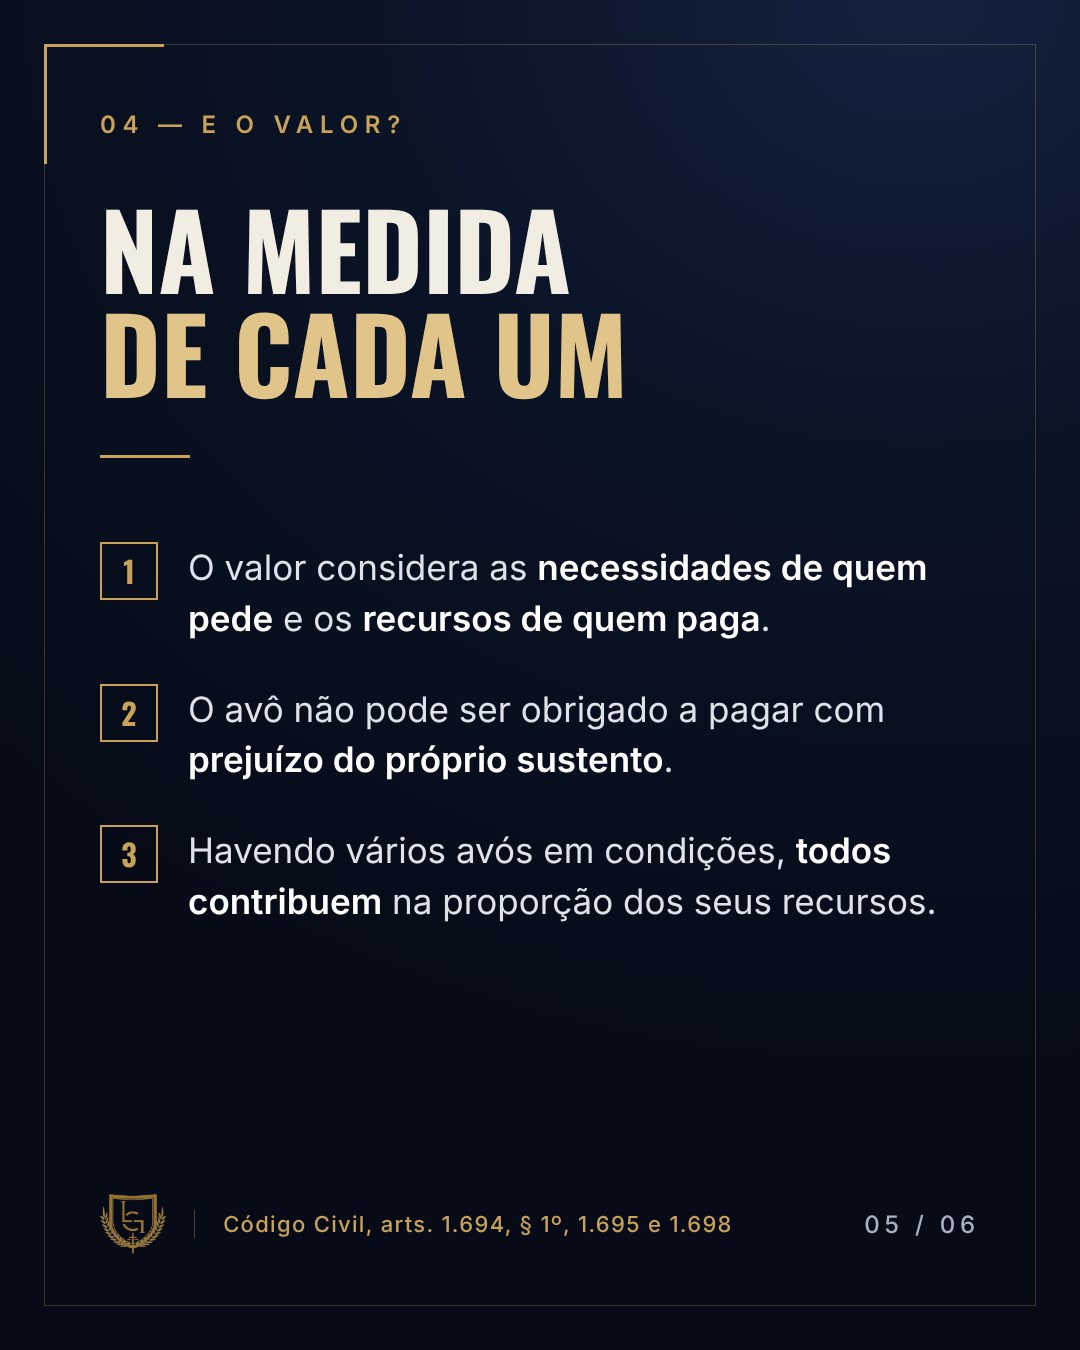 04 — E O VALOR?
NA MEDIDA
DE CADA UM
1
O valor considera as necessidades de quem
pede e os recursos de quem paga.
2
O avô não pode ser obrigado a pagar com
prejuízo do próprio sustento.
3
Havendo vários avós em condições, todos
contribuem na proporção dos seus recursos.
Código Civil, arts. 1.694, § 1º, 1.695 e 1.698
05 / 06